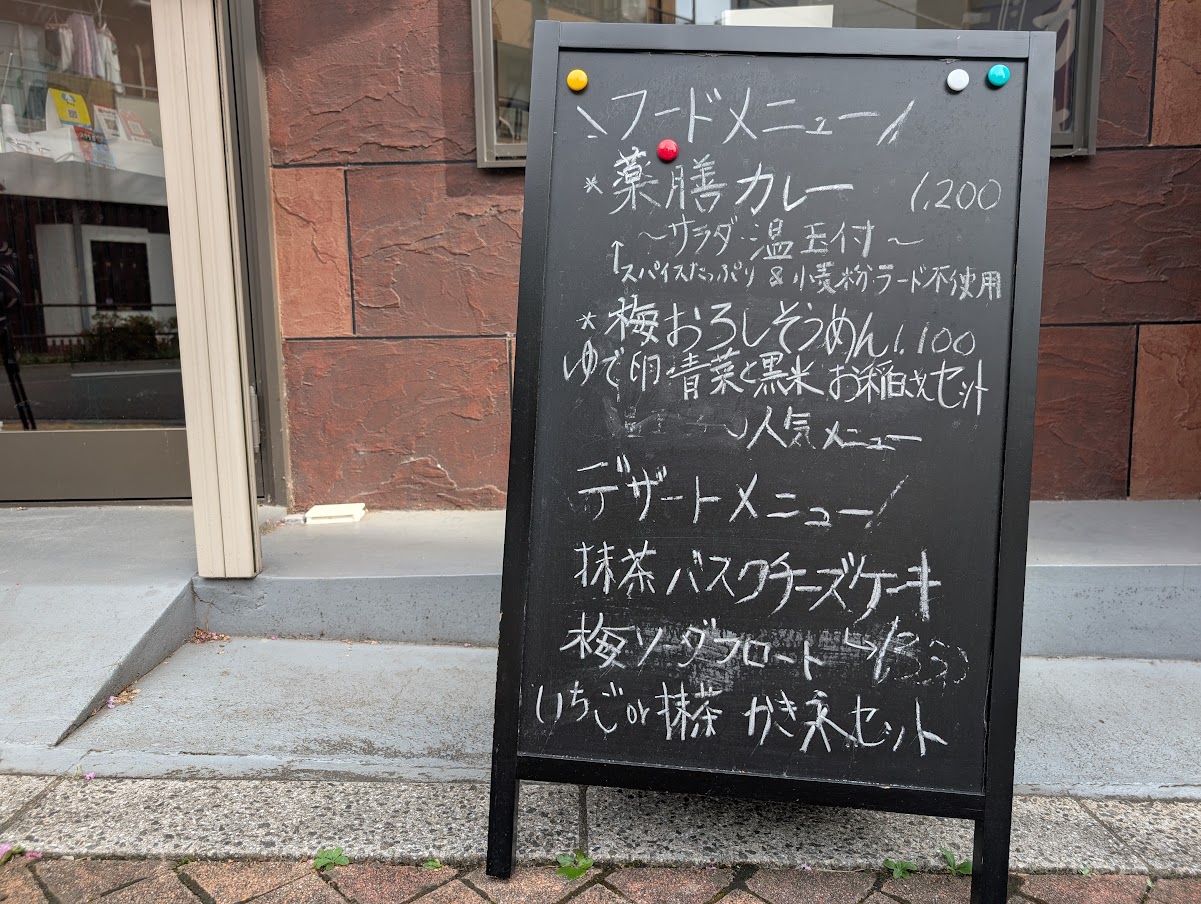 \フードメニュー/
* 薬膳カレー 1,200
~サラダ・温玉付~
↑スパイスたっぷり & 小麦粉・ラード不使用
* 梅おろしそうめん 1,100
ゆで卵・青菜と黒米お稲荷さんセット
人気メニュー
デザートメニュー/
抹茶バスクチーズケーキ
梅ソーダフロート
いちごor抹茶 かき氷セット